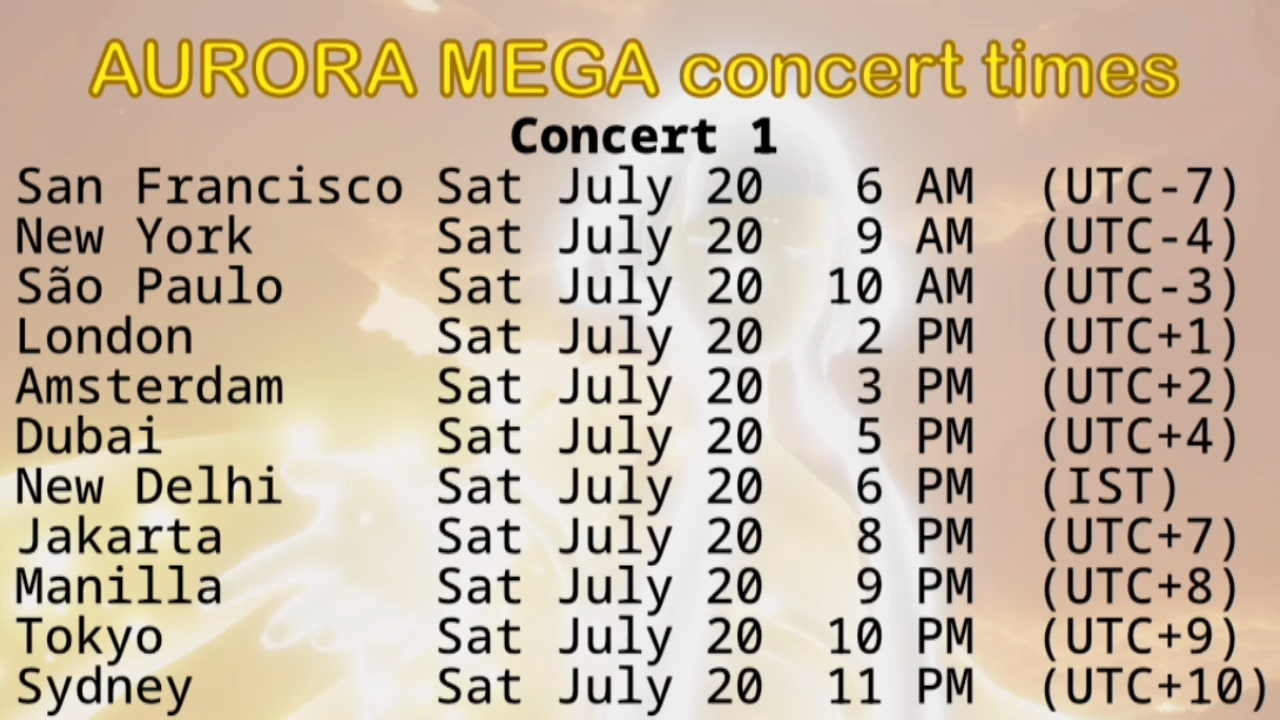 AURORA MEGA concert times
Concert 1
San Francisco Sat July 20 6 AM (UTC-7)
New York Sat July 20 9 AM (UTC-4)
São Paulo Sat July 20 10 AM (UTC-3)
London Sat July 20 2 PM (UTC+1)
Amsterdam Sat July 20 3 PM (UTC+2)
Dubai Sat July 20 5 PM (UTC+4)
New Delhi Sat July 20 6 PM (IST)
Jakarta Sat July 20 8 PM (UTC+7)
Manilla Sat July 20 9 PM (UTC+8)
Tokyo Sat July 20 10 PM (UTC+9)
Sydney Sat July 20 11 PM (UTC+10)